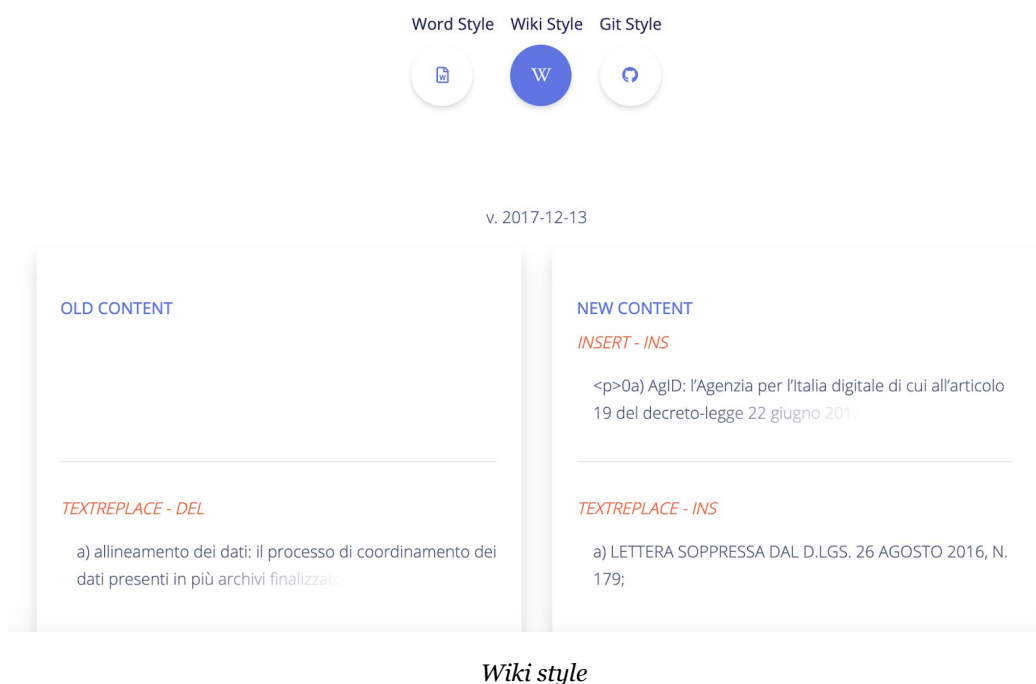 Word Style Wiki Style Git Style
W W
v. 2017-12-13
OLD CONTENT
NEW CONTENT
INSERT - INS
<p>0a) AgID: l'Agenzia per l'Italia digitale di cui all'articolo
19 del decreto-legge 22 giugno 2012
TEXTREPLACE - DEL
a) allineamento dei dati: il processo di coordinamento dei
dati presenti in più archivi finalizzato
TEXTREPLACE - INS
a) LETTERA SOPPRESSA DAL D.LGS. 26 AGOSTO 2016, N.
179;
Wiki style